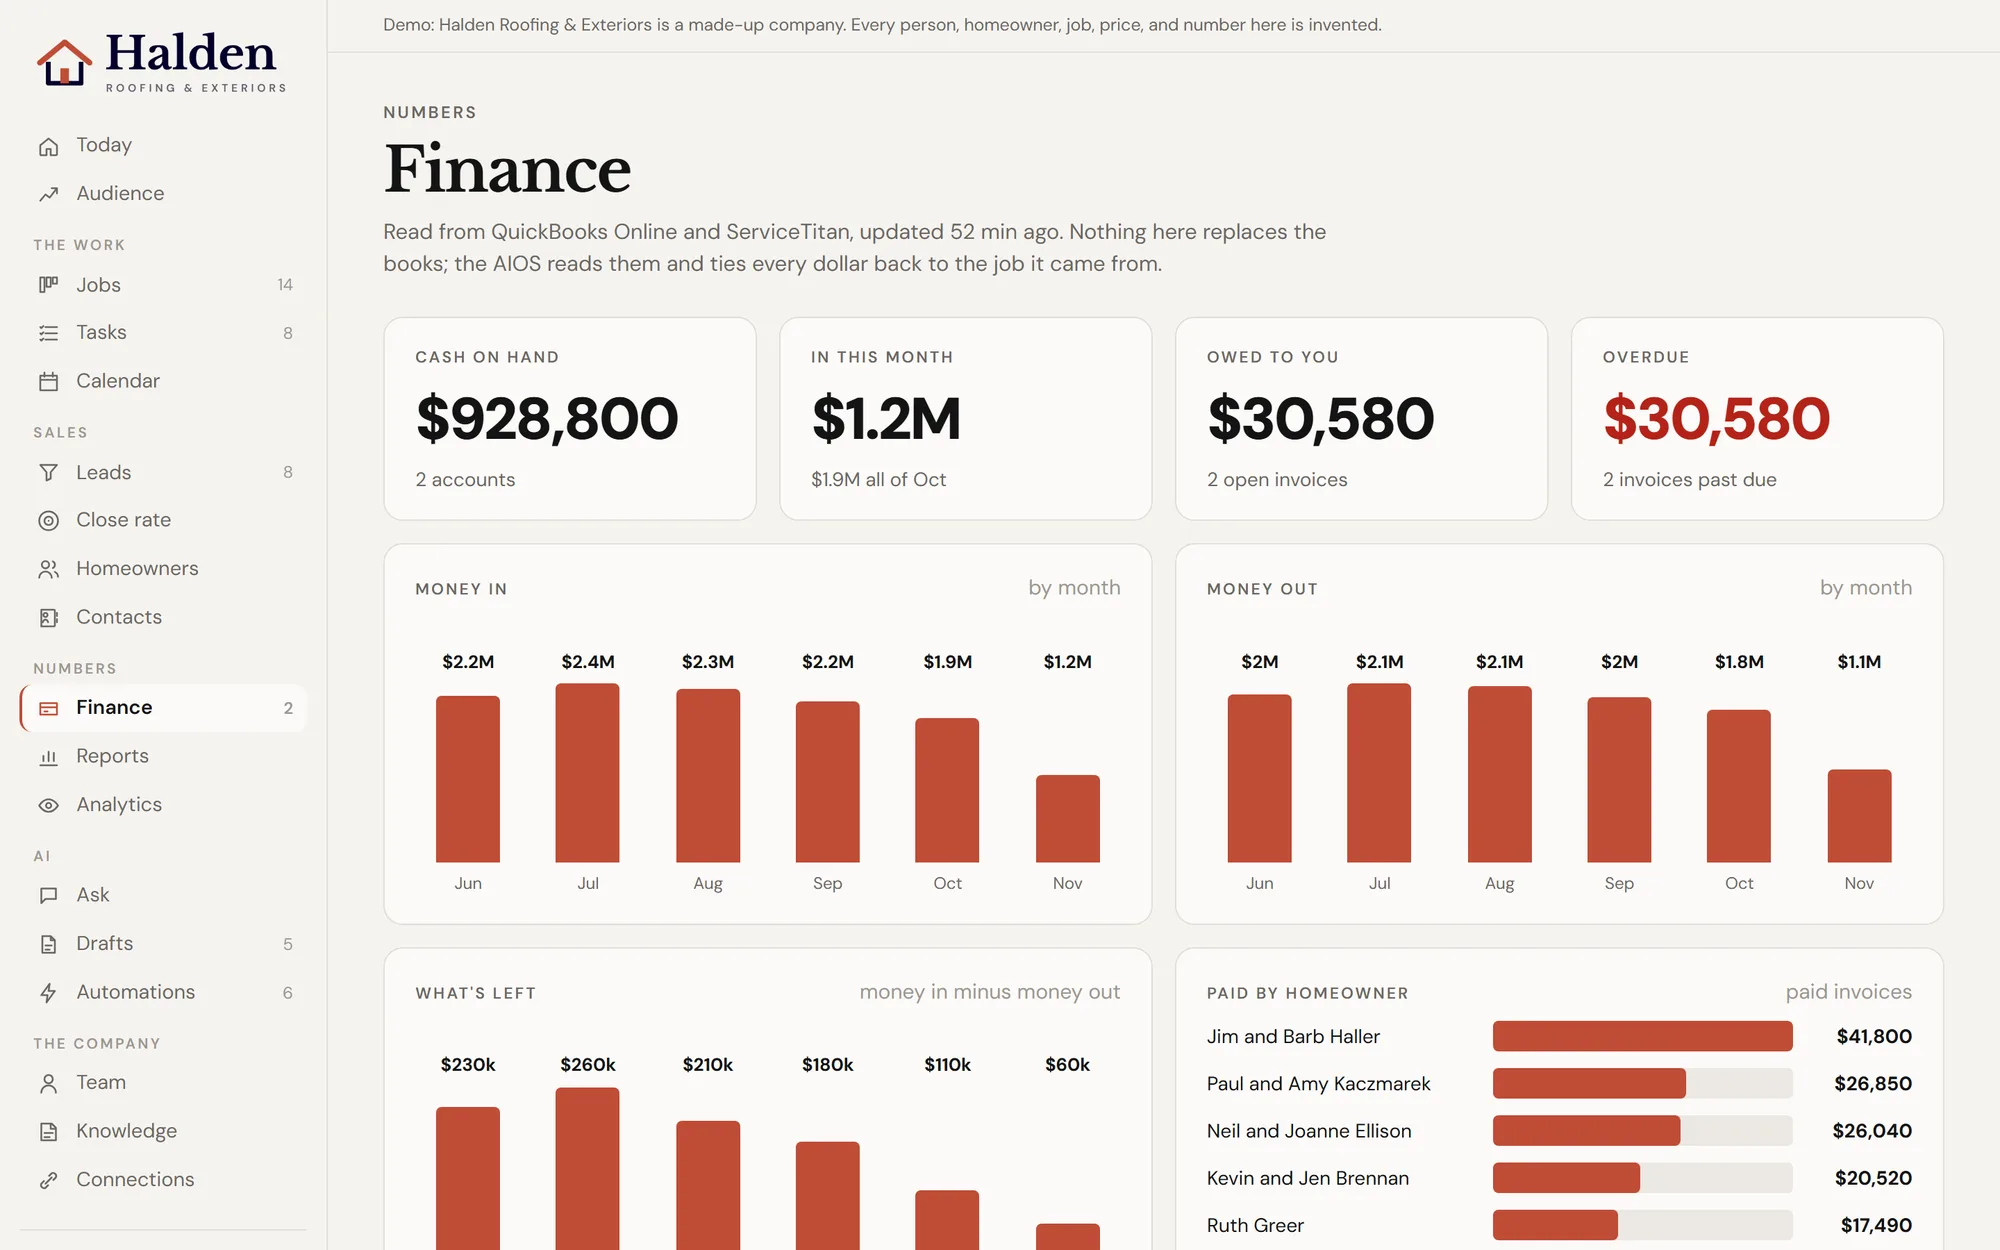 Halden
ROOFING & EXTERIORS
Today
Audience
THE WORK
Jobs 14
Tasks 8
Calendar
SALES
Leads 8
Close rate
Homeowners
Contacts
NUMBERS
Finance 2
Reports
Analytics
AI
Ask
Drafts 5
Automations 6
THE COMPANY
Team
Knowledge
Connections
Demo: Halden Roofing & Exteriors is a made-up company. Every person, homeowner, job, price, and number here is invented.
NUMBERS
Finance
Read from QuickBooks Online and ServiceTitan, updated 52 min ago. Nothing here replaces the
books; the AIOS reads them and ties every dollar back to the job it came from.
CASH ON HAND
$928,800
2 accounts
IN THIS MONTH
$1.2M
$1.9M all of Oct
OWED TO YOU
$30,580
2 open invoices
OVERDUE
$30,580
2 invoices past due
MONEY IN by month
$2.2M $2.4M $2.3M $2.2M $1.9M $1.2M
Jun Jul Aug Sep Oct Nov
MONEY OUT by month
$2M $2.1M $2.1M $2M $1.8M $1.1M
Jun Jul Aug Sep Oct Nov
WHAT'S LEFT money in minus money out
$230k $260k $210k $180k $110k $60k
PAID BY HOMEOWNER paid invoices
Jim and Barb Haller $41,800
Paul and Amy Kaczmarek $26,850
Neil and Joanne Ellison $26,040
Kevin and Jen Brennan $20,520
Ruth Greer $17,490